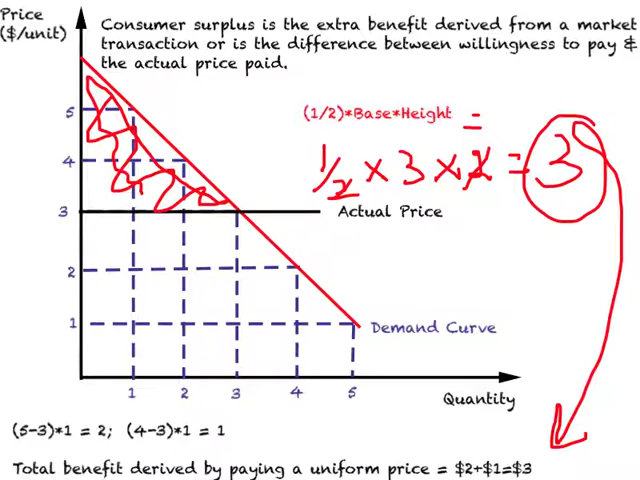 Price
($/unit)
Consumer surplus is the extra benefit derived from a market
transaction or is the difference between willingness to pay &
the actual price paid.
(1/2)*Base*Height =
1/2 × 3 × 2 = 3
5
4
3
2
1
Actual Price
Demand Curve
1 2 3 4 5
Quantity
(5-3)*1 = 2; (4-3)*1 = 1
Total benefit derived by paying a uniform price = $2+$1=$3